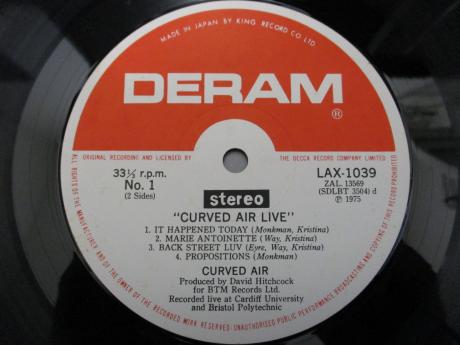 MADE IN JAPAN BY KING RECORD CO. LTD.
DERAM
®
ORIGINAL RECORDING AND LICENSED BY THE DECCA RECORD COMPANY LIMITED
33⅓ r.p.m.
No. 1
(2 Sides)
stereo
LAX-1039
ZAL. 13569
(SDLBT 3504) d
Ⓟ 1975
"CURVED AIR LIVE"
1. IT HAPPENED TODAY (Monkman, Kristina)
2. MARIE ANTOINETTE (Way, Kristina)
3. BACK STREET LUV (Eyre, Way, Kristina)
4. PROPOSITIONS (Monkman)
CURVED AIR
Produced by David Hitchcock
for BTM Records Ltd.
Recorded live at Cardiff University
and Bristol Polytechnic
ALL RIGHTS OF THE MANUFACTURER AND OF THE OWNER OF THE RECORDED WORK RESERVED. UNAUTHORISED PUBLIC PERFORMANCE BROADCASTING AND COPYING OF THIS RECORD PROHIBITED